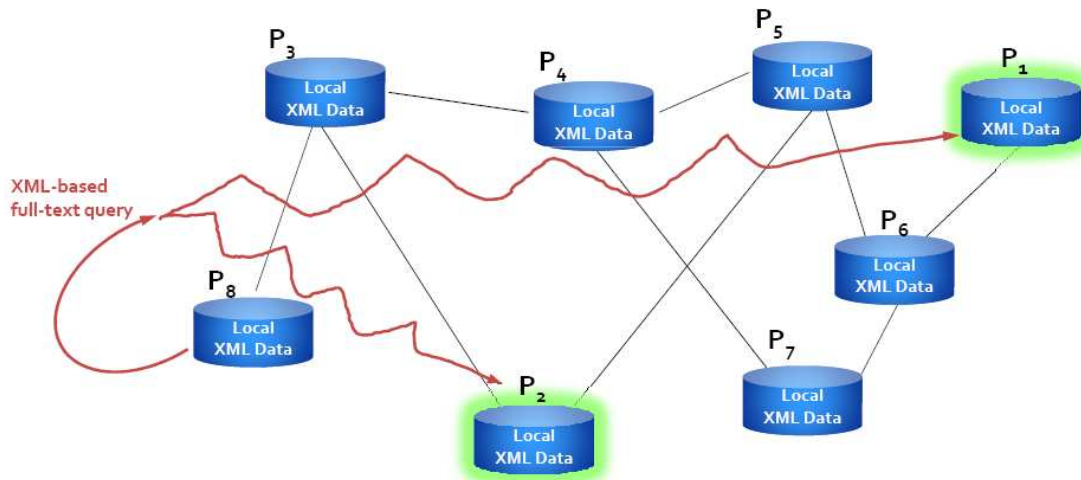 P3
Local
XML Data
P4
Local
XML Data
P5
Local
XML Data
P1
Local
XML Data
XML-based
full-text query
P6
Local
XML Data
P8
Local
XML Data
P7
Local
XML Data
P2
Local
XML Data